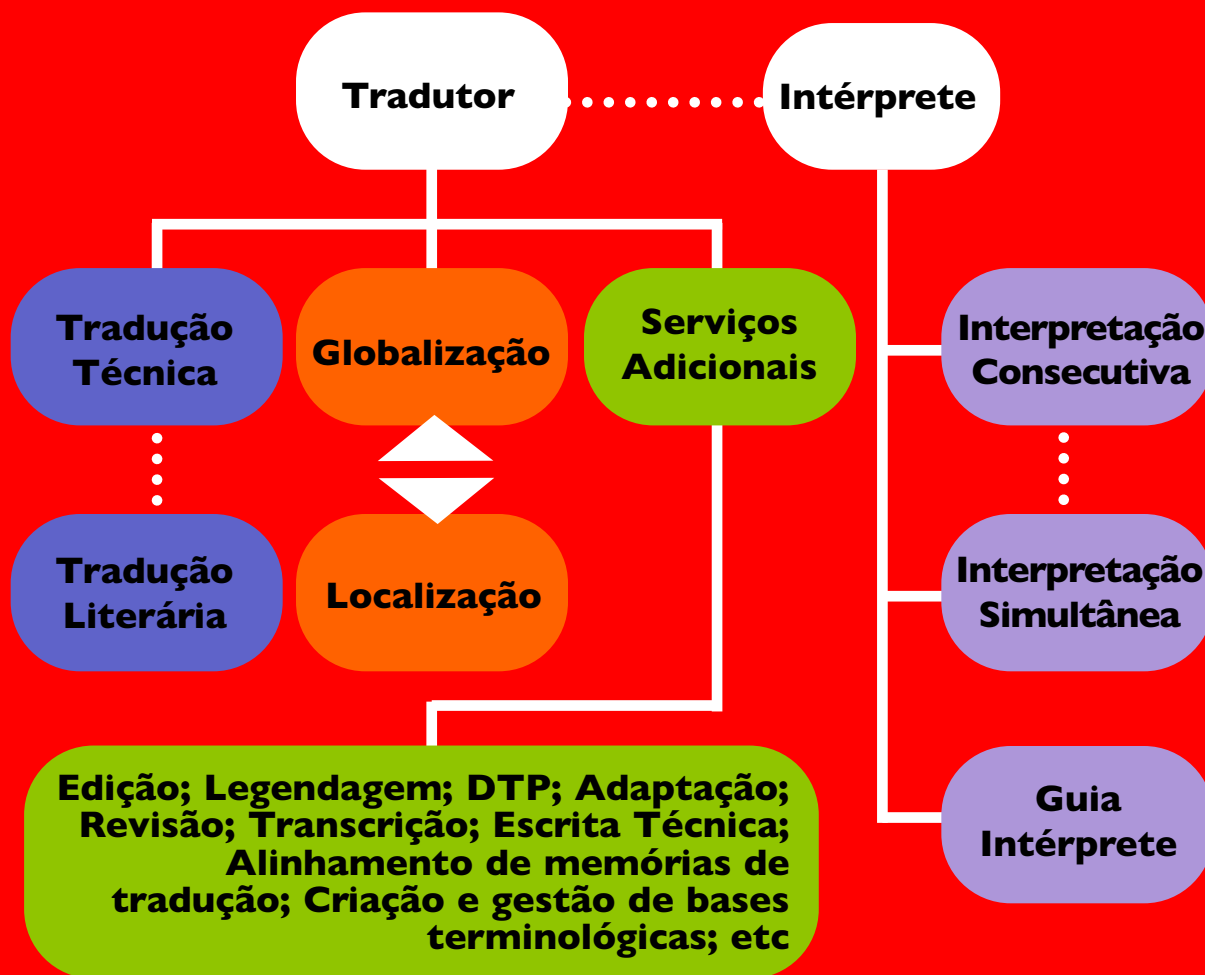 Tradutor
Intérprete
Tradução
Técnica
Globalização
Serviços
Adicionais
Interpretação
Consecutiva
Tradução
Literária
Localização
Interpretação
Simultânea
Edição; Legendagem; DTP; Adaptação;
Revisão; Transcrição; Escrita Técnica;
Alinhamento de memórias de
tradução; Criação e gestão de bases
terminológicas; etc
Guia
Intérprete